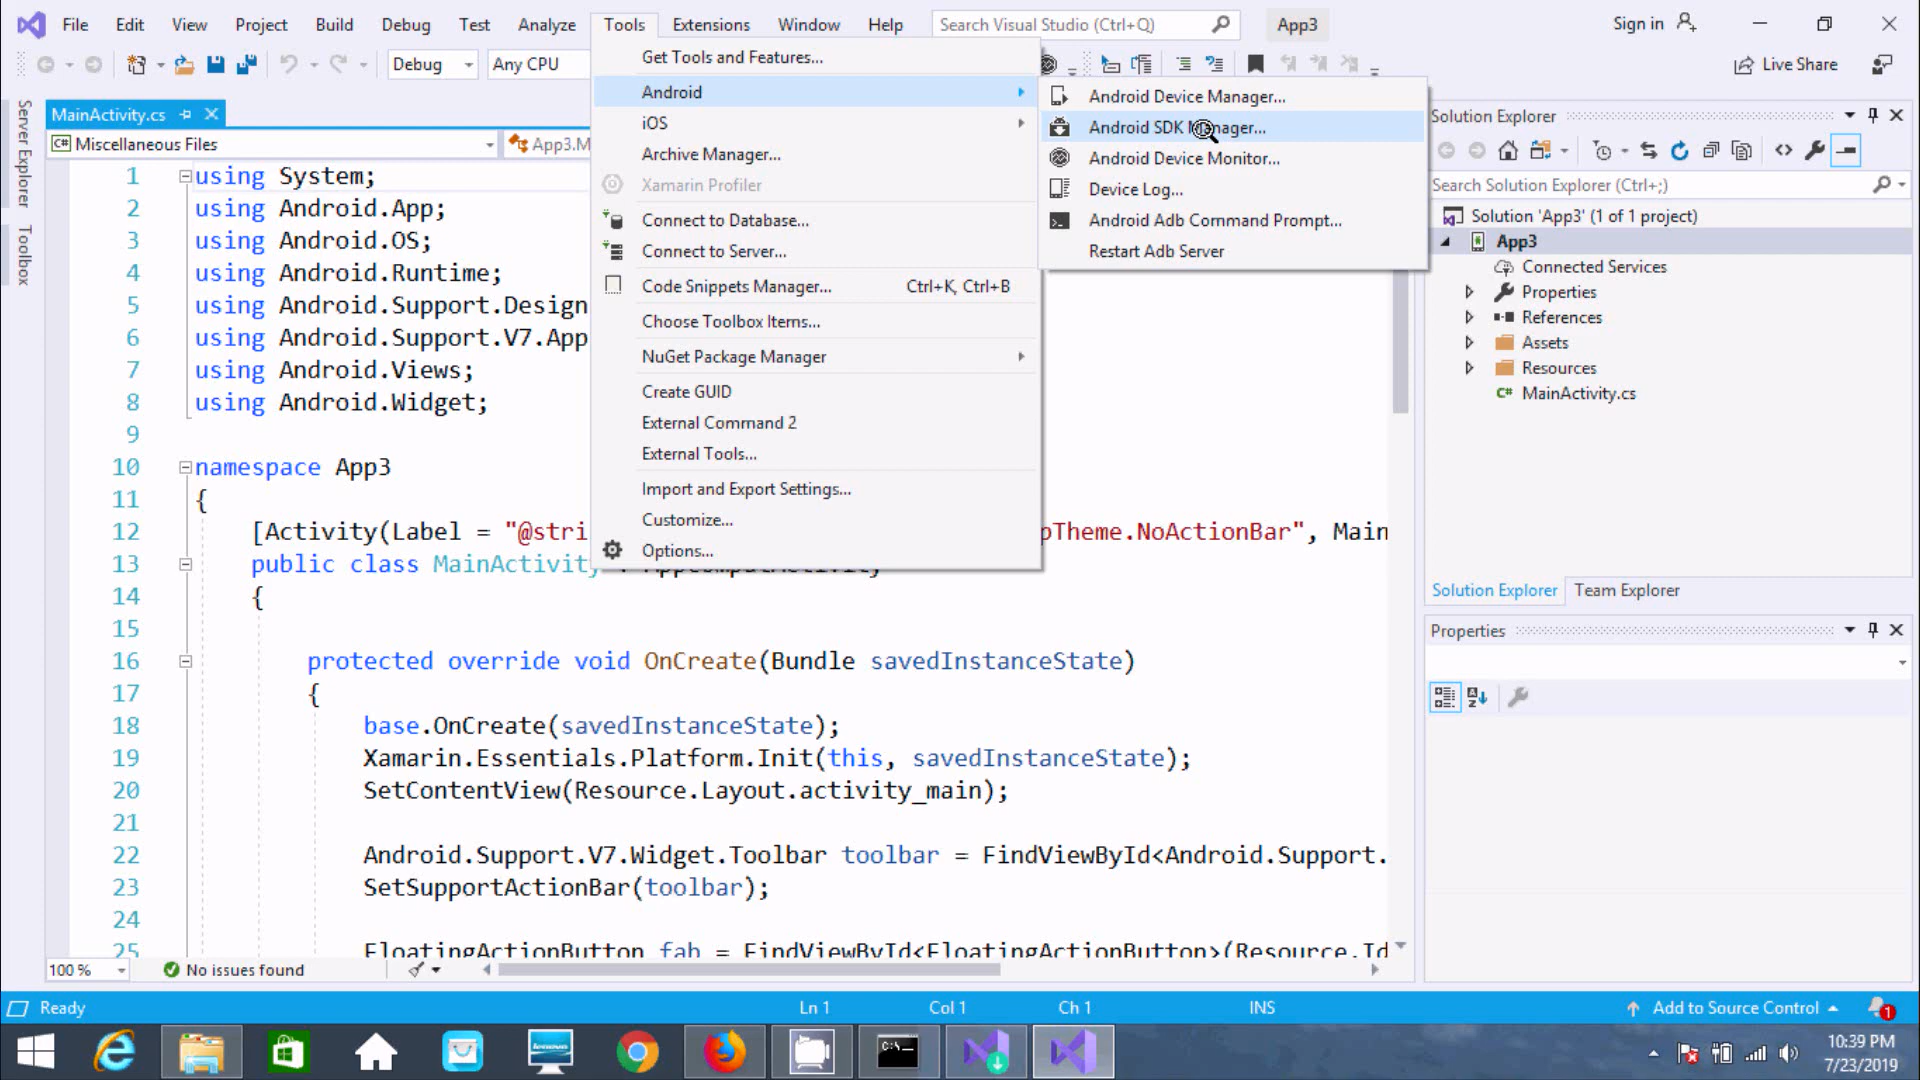 File Edit View Project Build Debug Test Analyze Tools Extensions Window Help Search Visual Studio (Ctrl+Q) App3 Sign in
Debug Any CPU Live Share
Get Tools and Features...
Android
iOS
Archive Manager...
Xamarin Profiler
Connect to Database...
Connect to Server...
Code Snippets Manager... Ctrl+K, Ctrl+B
Choose Toolbox Items...
NuGet Package Manager
Create GUID
External Command 2
External Tools...
Import and Export Settings...
Customize...
Options...
Android Device Manager...
Android SDK Manager...
Android Device Monitor...
Device Log...
Android Adb Command Prompt...
Restart Adb Server
Server Explorer
Toolbox
MainActivity.cs
C# Miscellaneous Files App3.M
1 using System;
2 using Android.App;
3 using Android.OS;
4 using Android.Runtime;
5 using Android.Support.Design
6 using Android.Support.V7.App
7 using Android.Views;
8 using Android.Widget;
9
10 namespace App3
11 {
12 [Activity(Label = "@stri pTheme.NoActionBar", Main
13 public class MainActivity : AppCompatActivity
14 {
15
16 protected override void OnCreate(Bundle savedInstanceState)
17 {
18 base.OnCreate(savedInstanceState);
19 Xamarin.Essentials.Platform.Init(this, savedInstanceState);
20 SetContentView(Resource.Layout.activity_main);
21
22 Android.Support.V7.Widget.Toolbar toolbar = FindViewById<Android.Support.
23 SetSupportActionBar(toolbar);
24
25 FloatingActionButton fab = FindViewById<FloatingActionButton>(Resource.Id
100 % No issues found
Solution Explorer
Search Solution Explorer (Ctrl+;)
Solution 'App3' (1 of 1 project)
App3
Connected Services
Properties
References
Assets
Resources
C# MainActivity.cs
Solution Explorer Team Explorer
Properties
Ready Ln 1 Col 1 Ch 1 INS Add to Source Control 1
C:\_
10:39 PM
7/23/2019